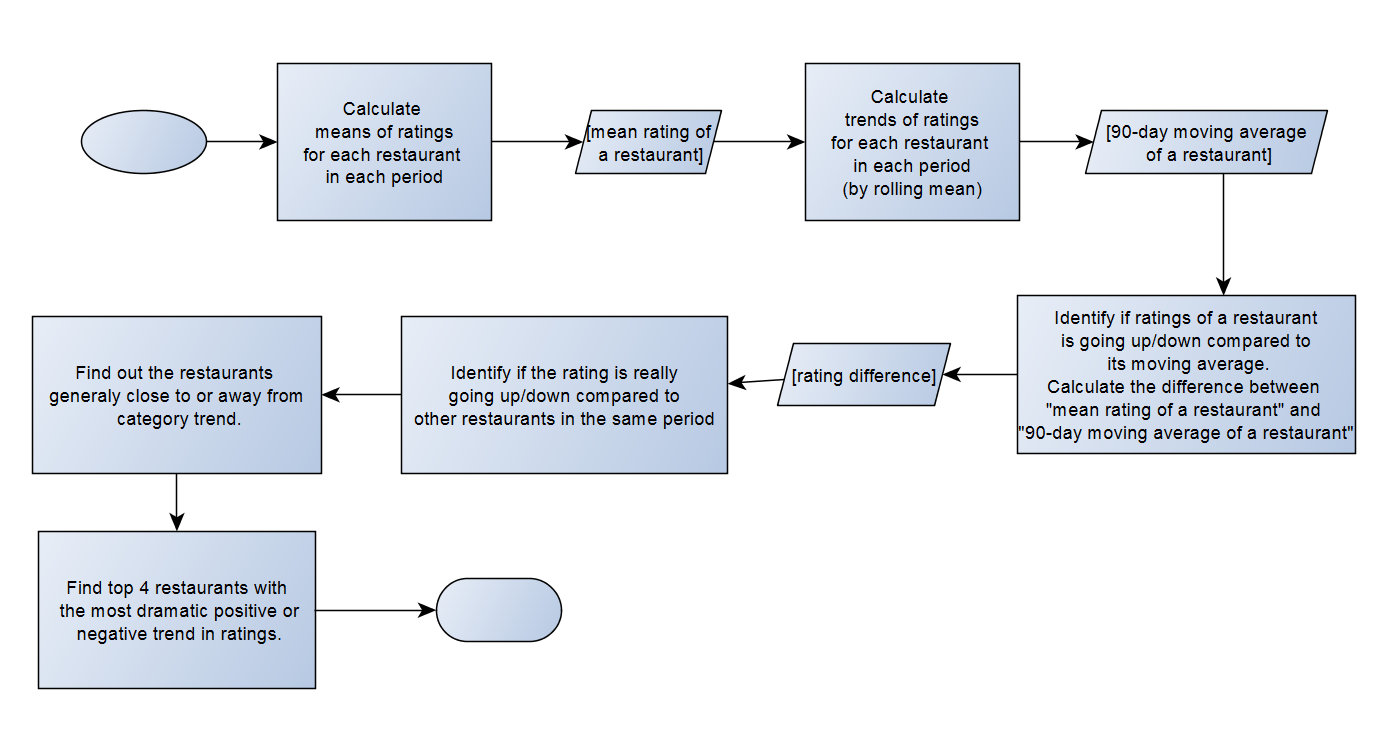 Calculate
means of ratings
for each restaurant
in each period
[mean rating of
a restaurant]
Calculate
trends of ratings
for each restaurant
in each period
(by rolling mean)
[90-day moving average
of a restaurant]
Identify if ratings of a restaurant
is going up/down compared to
its moving average.
Calculate the difference between
"mean rating of a restaurant" and
"90-day moving average of a restaurant"
[rating difference]
Identify if the rating is really
going up/down compared to
other restaurants in the same period
Find out the restaurants
generaly close to or away from
category trend.
Find top 4 restaurants with
the most dramatic positive or
negative trend in ratings.